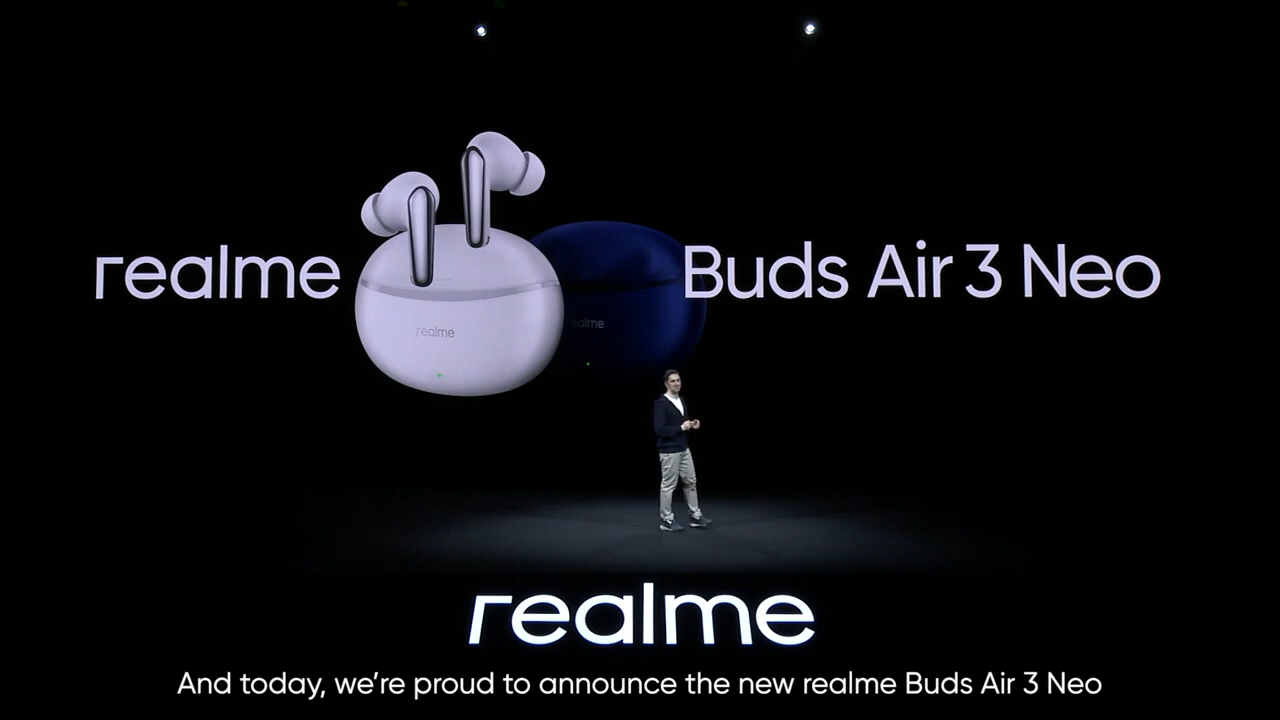 realme Buds Air 3 Neo
realme
realme
realme
And today, we're proud to announce the new realme Buds Air 3 Neo